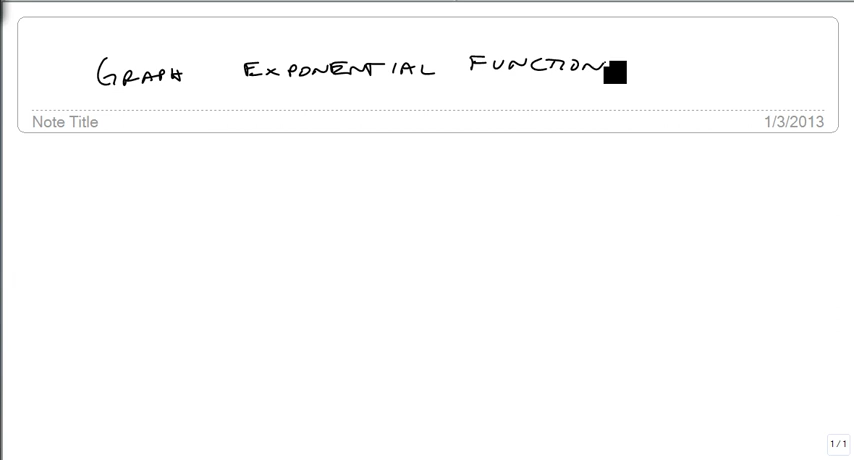 GRAPH EXPONENTIAL FUNCTION
Note Title 1/3/2013
1 / 1